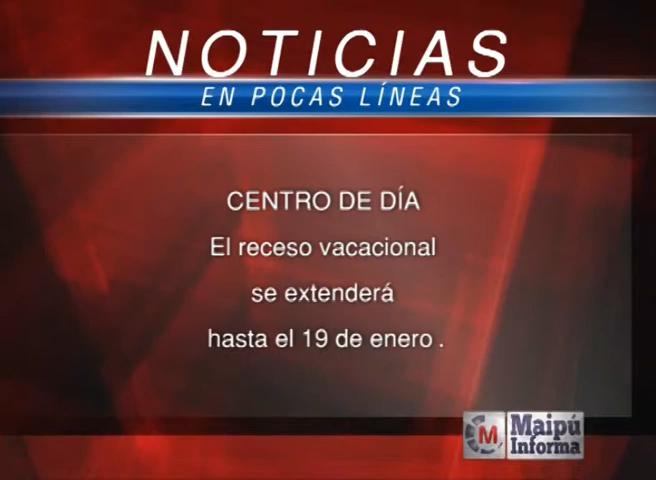 NOTICIAS
EN POCAS LÍNEAS
CENTRO DE DÍA
El receso vacacional
se extenderá
hasta el 19 de enero .
M
Maipú
Informa